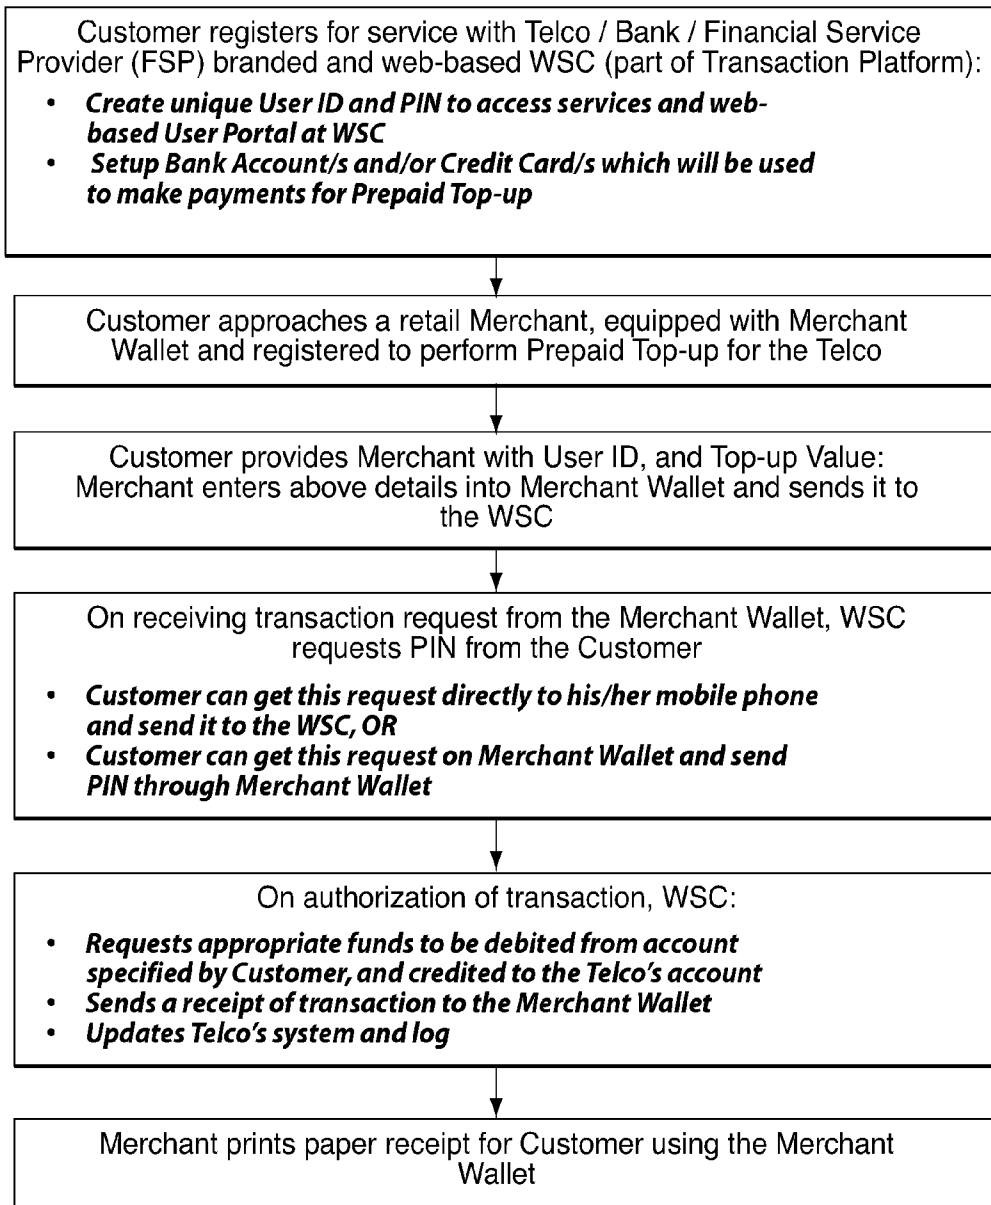 Customer registers for service with Telco / Bank / Financial Service
Provider (FSP) branded and web-based WSC (part of Transaction Platform):
• Create unique User ID and PIN to access services and web-
based User Portal at WSC
• Setup Bank Account/s and/or Credit Card/s which will be used
to make payments for Prepaid Top-up
Customer approaches a retail Merchant, equipped with Merchant
Wallet and registered to perform Prepaid Top-up for the Telco
Customer provides Merchant with User ID, and Top-up Value:
Merchant enters above details into Merchant Wallet and sends it to
the WSC
On receiving transaction request from the Merchant Wallet, WSC
requests PIN from the Customer
• Customer can get this request directly to his/her mobile phone
and send it to the WSC, OR
• Customer can get this request on Merchant Wallet and send
PIN through Merchant Wallet
On authorization of transaction, WSC:
• Requests appropriate funds to be debited from account
specified by Customer, and credited to the Telco's account
• Sends a receipt of transaction to the Merchant Wallet
• Updates Telco's system and log
Merchant prints paper receipt for Customer using the Merchant
Wallet